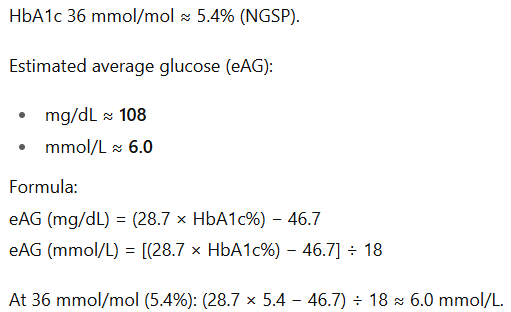 HbA1c 36 mmol/mol ≈ 5.4% (NGSP).
Estimated average glucose (eAG):
• mg/dL ≈ 108
• mmol/L ≈ 6.0
Formula:
eAG (mg/dL) = (28.7 × HbA1c%) − 46.7
eAG (mmol/L) = [(28.7 × HbA1c%) − 46.7] ÷ 18
At 36 mmol/mol (5.4%): (28.7 × 5.4 − 46.7) ÷ 18 ≈ 6.0 mmol/L.